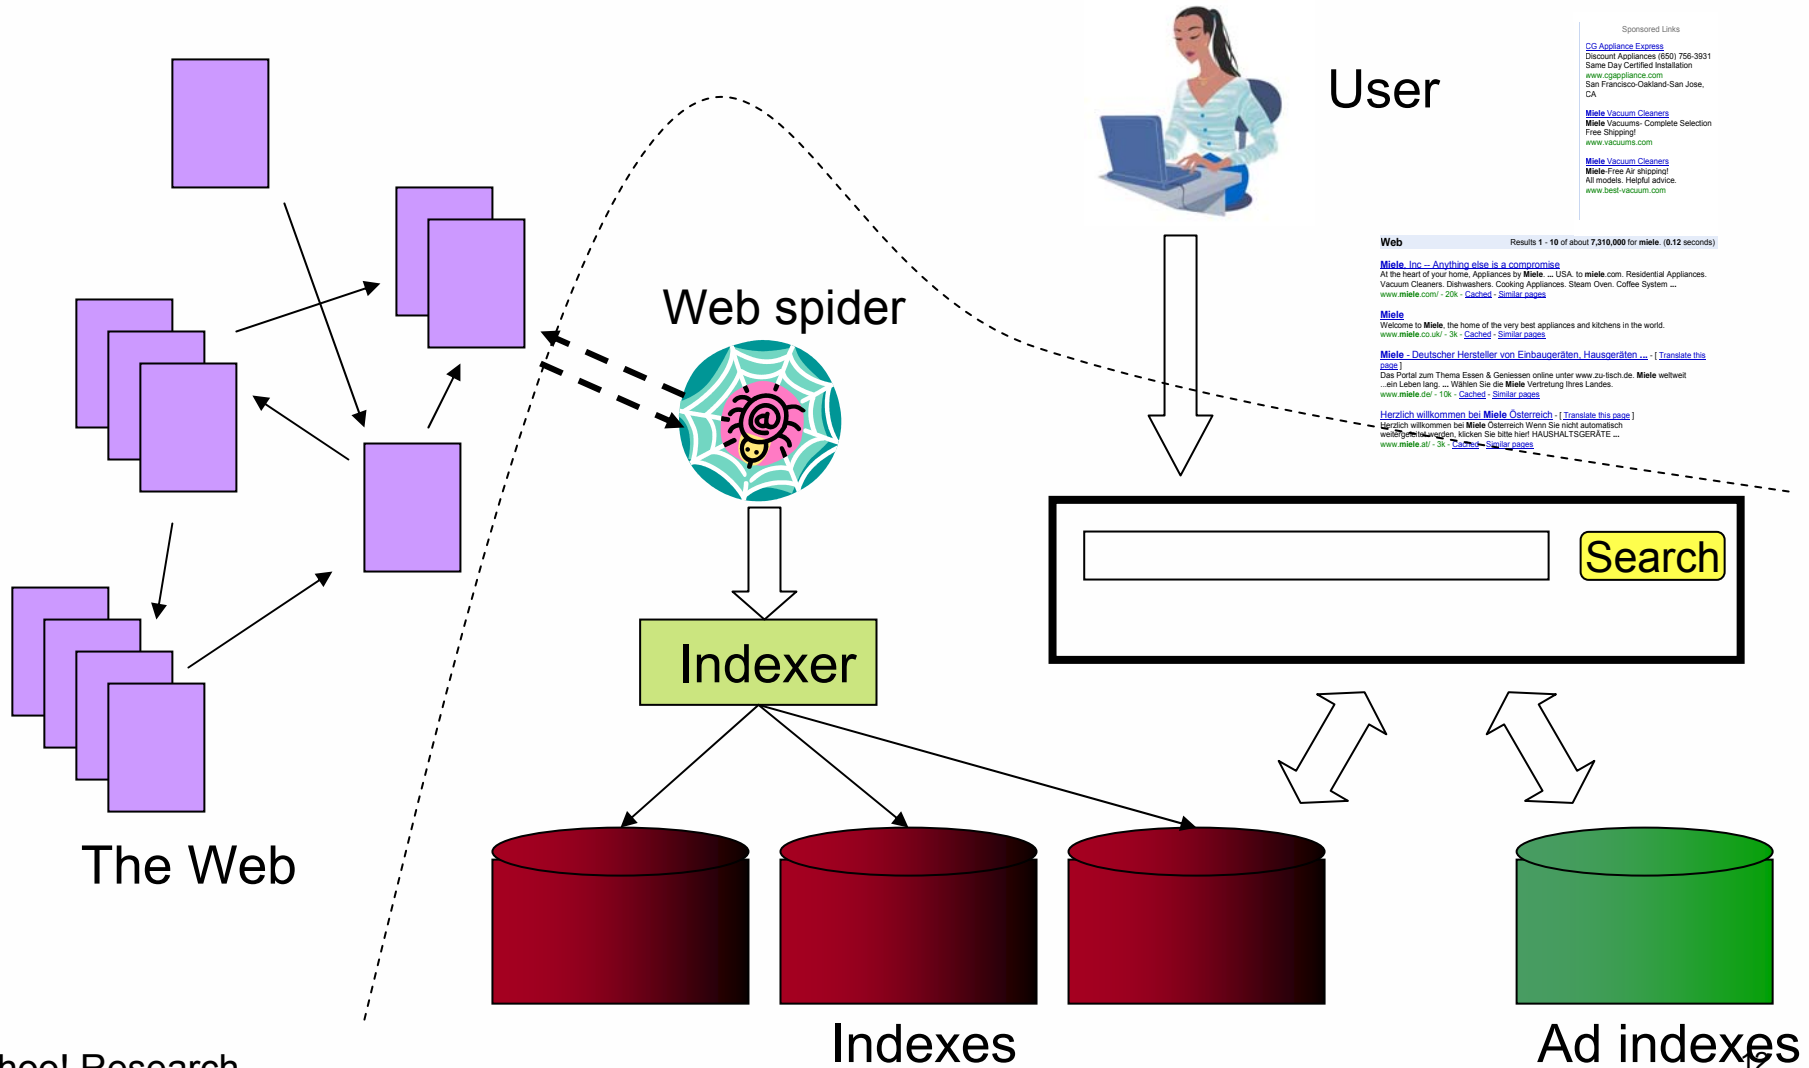 Sponsored Links
CG Appliance Express
Discount Appliances (650) 756-3931
Same Day Certified Installation
www.cgappliance.com
San Francisco-Oakland-San Jose,
CA
Miele Vacuum Cleaners
Miele Vacuums- Complete Selection
Free Shipping!
www.vacuums.com
Miele Vacuum Cleaners
Miele-Free Air shipping!
All models. Helpful advice.
www.best-vacuum.com
User
Web Results 1 - 10 of about 7,310,000 for miele. (0.12 seconds)
Miele, Inc -- Anything else is a compromise
At the heart of your home, Appliances by Miele. ... USA. to miele.com. Residential Appliances.
Vacuum Cleaners. Dishwashers. Cooking Appliances. Steam Oven. Coffee System ...
www.miele.com/ - 20k - Cached - Similar pages
Miele
Welcome to Miele, the home of the very best appliances and kitchens in the world.
www.miele.co.uk/ - 3k - Cached - Similar pages
Miele - Deutscher Hersteller von Einbaugeräten, Hausgeräten ... - [ Translate this
page ]
Das Portal zum Thema Essen & Geniessen online unter www.zu-tisch.de. Miele weltweit
...ein Leben lang. ... Wählen Sie die Miele Vertretung Ihres Landes.
www.miele.de/ - 10k - Cached - Similar pages
Herzlich willkommen bei Miele Österreich - [ Translate this page ]
Herzlich willkommen bei Miele Österreich Wenn Sie nicht automatisch
weitergeleitet werden, klicken Sie bitte hier! HAUSHALTSGERÄTE ...
www.miele.at/ - 3k - Cached - Similar pages
Web spider
@
Search
Indexer
The Web
Indexes
Ad indexes
hoo! Research
12